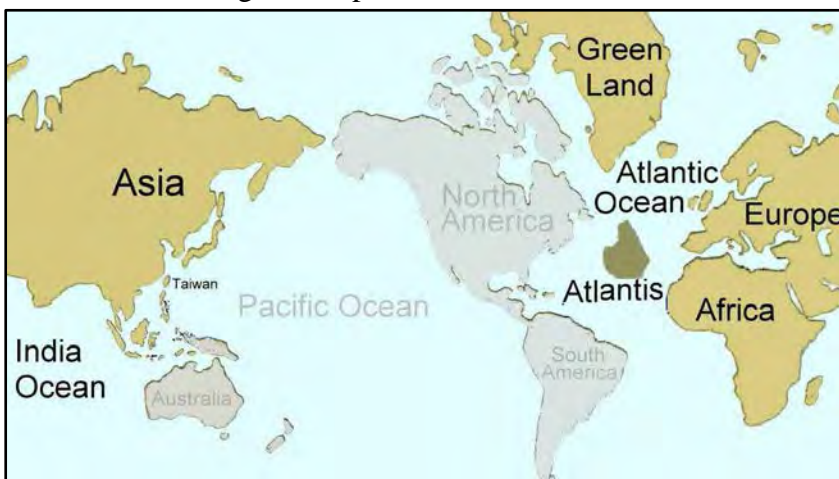 Green
Land
Asia
Atlantic
Ocean
North
America
Europe
Taiwan
Atlantis
Africa
Pacific Ocean
India
Ocean
South
America
Australia